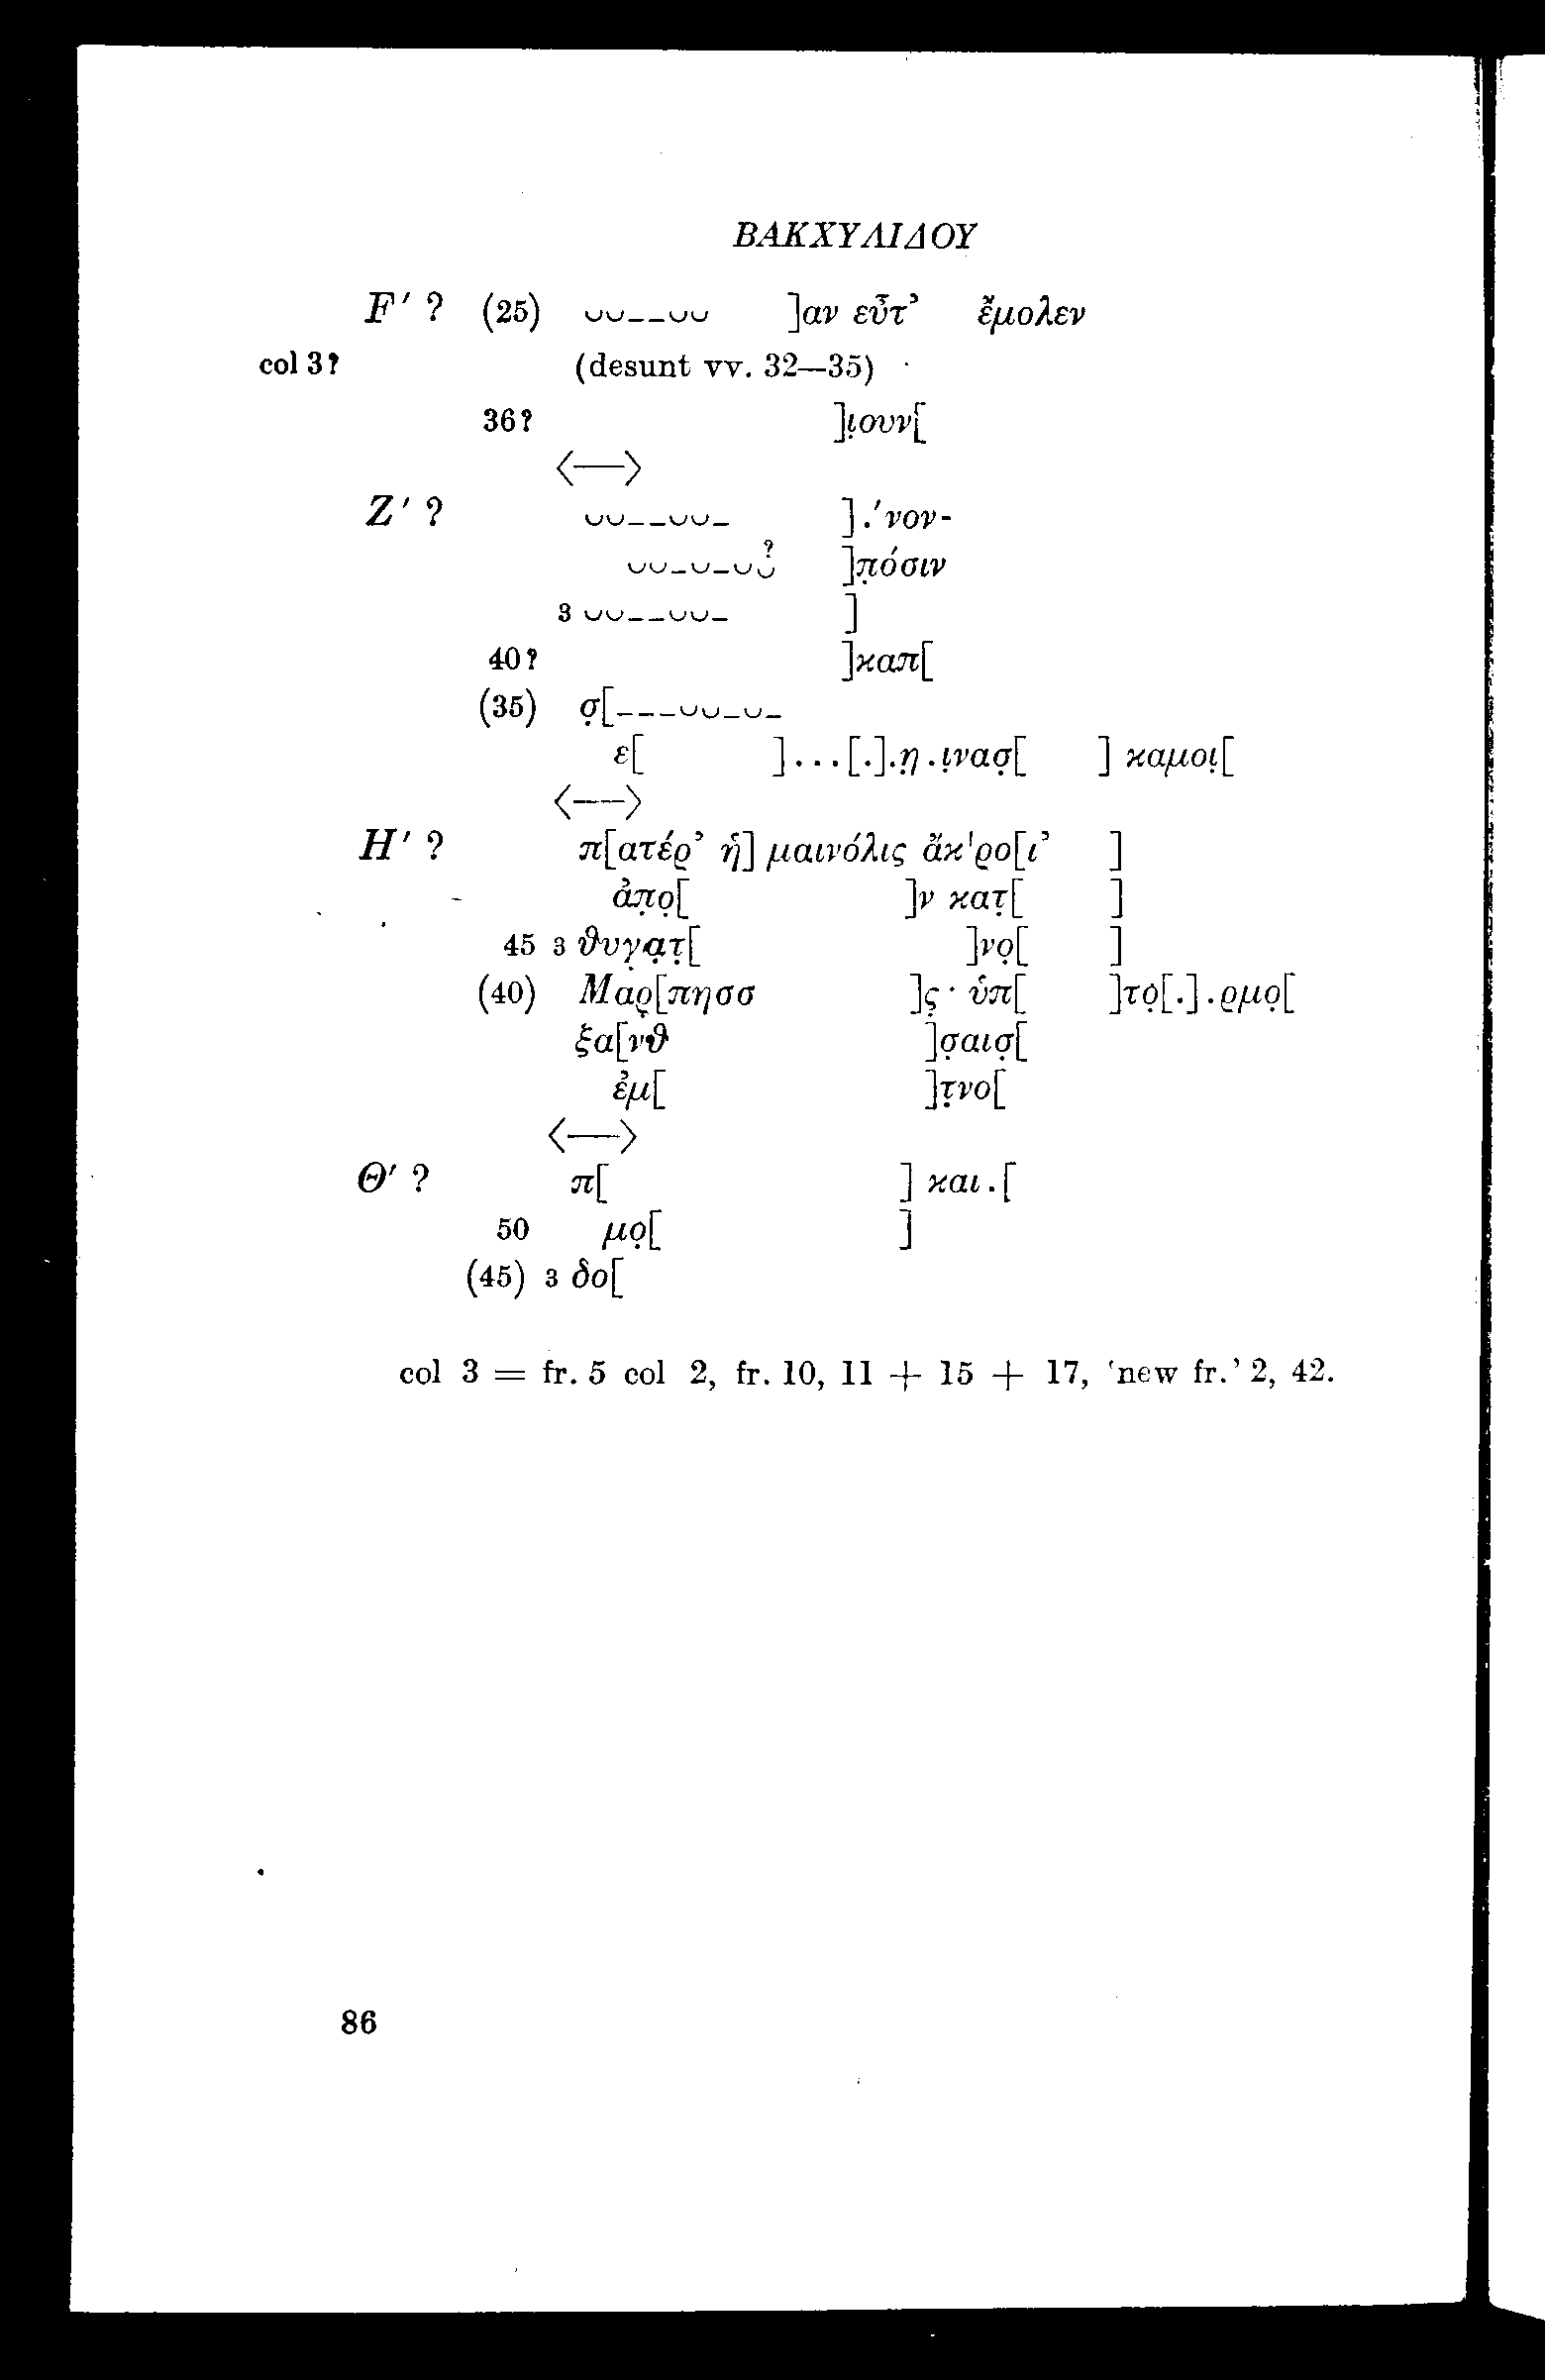 ΒΑΚΧΥΛΙΔΟΥ
F′ ? (25) ⏑⏑––⏑⏑ ]αν εὖτ’ ἔμολεν
col 3? (desunt vv. 32—35)
36? ]ι̣ουν[
⟨—⟩
Ζ′ ? ⏑⏑––⏑⏑– ].′νον-
⏑⏑–⏑–⏑⏑̣? ]π̣όσιν
3 ⏑⏑––⏑⏑– ]
40? ]καπ[
(35) σ̣[–––⏑⏑–⏑–
ε[ ]...[.].η̣.ι̣νασ̣[ ] καμοι̣[
⟨—⟩
Η′ ? π[ατέρ’ ἡ] μαινόλις ἄκ'ρο[ι’ ]
ἀπ̣ο̣[ ]ν κατ̣[ ]
45 3 θυγα̣τ̣[ ]νο̣[ ]
(40) Μαρ̣[πησσ ]ς̣· ὑπ[ ]το̣[.].ρμο̣[
ξα[νθ ]σ̣αισ̣[
ἐμ[ ]τ̣νο[
⟨—⟩
Θ′ ? π[ ] και.[
50 μο̣[ ]
(45) 3 δο[
col 3 = fr. 5 col 2, fr. 10, 11 + 15 + 17, ‘new fr.’ 2, 42.
86